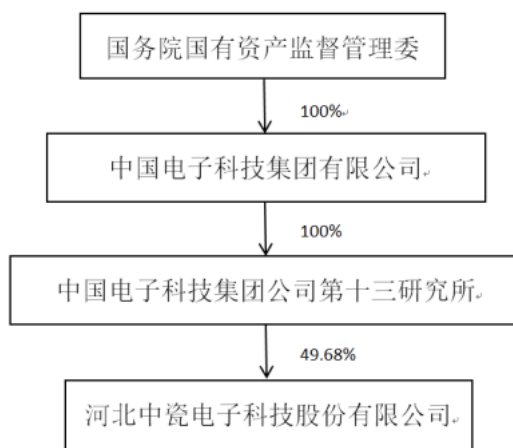 国务院国有资产监督管理委
100%
中国电子科技集团有限公司
100%
中国电子科技集团公司第十三研究所
49.68%
河北中瓷电子科技股份有限公司